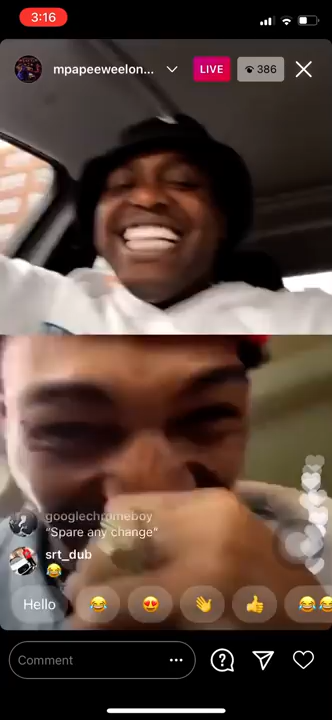 3:16
mpapeeweelon...
LIVE
386
googlechromeboy
“Spare any change”
srt_dub
Hello
Comment